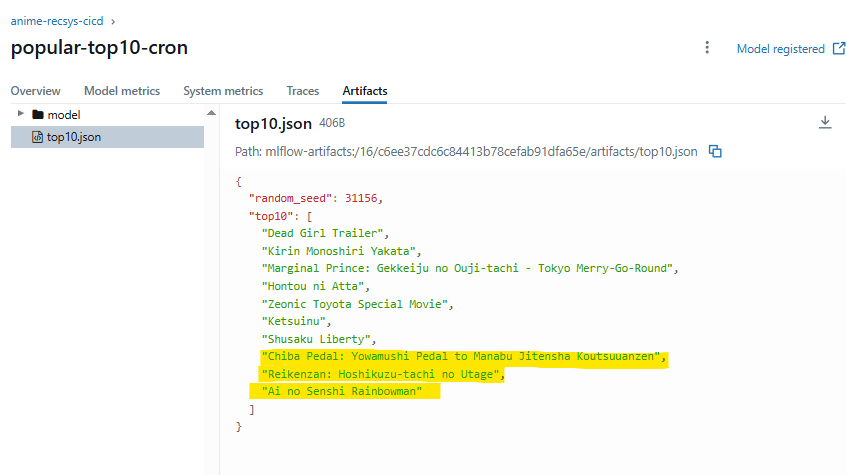 anime-recsys-cicd ›
popular-top10-cron
Model registered
Overview Model metrics System metrics Traces Artifacts
model
top10.json
top10.json 406B
Path: mlflow-artifacts:/16/c6ee37cdc6c84413b78cefab91dfa65e/artifacts/top10.json
{
"random_seed": 31156,
"top10": [
"Dead Girl Trailer",
"Kirin Monoshiri Yakata",
"Marginal Prince: Gekkeiju no Ouji-tachi - Tokyo Merry-Go-Round",
"Hontou ni Atta",
"Zeonic Toyota Special Movie",
"Ketsuinu",
"Shusaku Liberty",
"Chiba Pedal: Yowamushi Pedal to Manabu Jitensha Koutsuuanzen",
"Reikenzan: Hoshikuzu-tachi no Utage",
"Ai no Senshi Rainbowman"
]
}